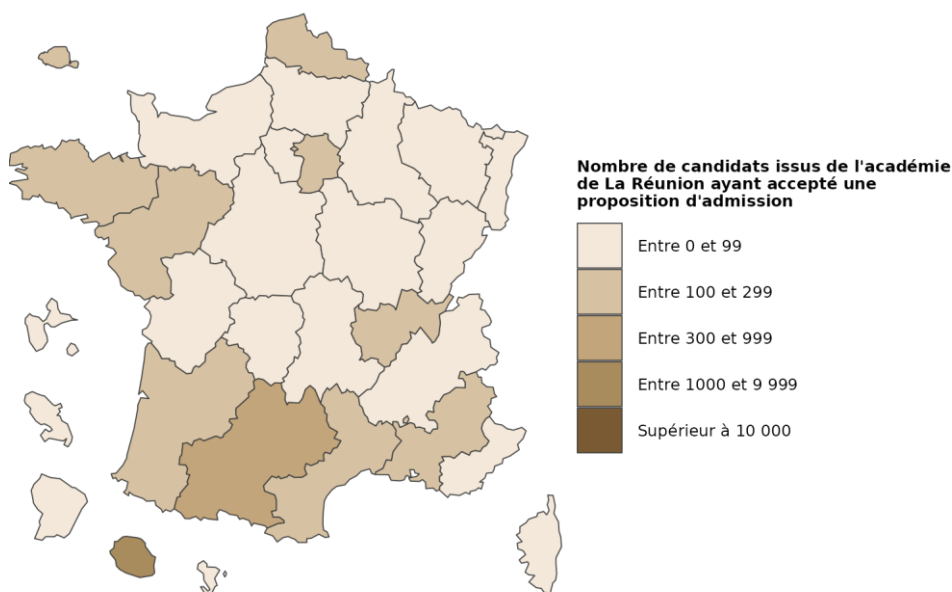 Nombre de candidats issus de l'académie
de La Réunion ayant accepté une
proposition d'admission
Entre 0 et 99
Entre 100 et 299
Entre 300 et 999
Entre 1000 et 9 999
Supérieur à 10 000